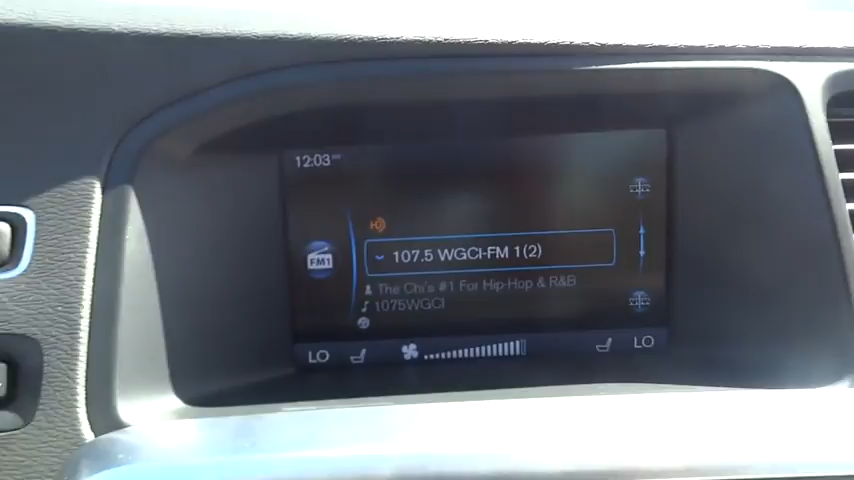 12:03
FM1
107.5 WGCI-FM 1(2)
The Chi's #1 For Hip-Hop & R&B
1075WGCI
LO
LO